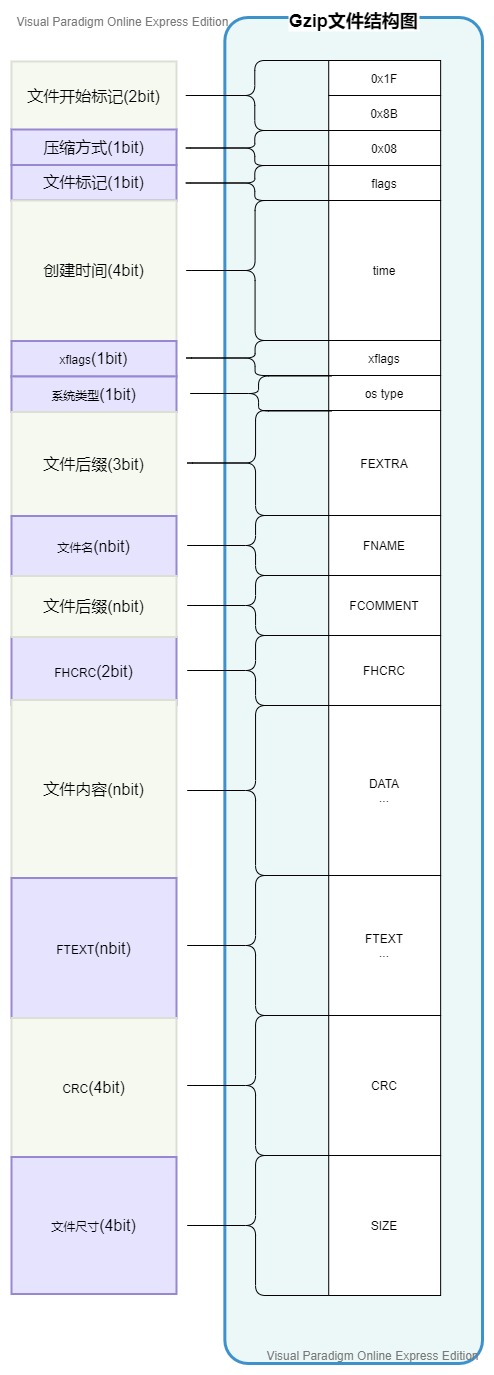 Visual Paradigm Online Express Edition
Gzip文件结构图
文件开始标记(2bit)
0x1F
0x8B
压缩方式(1bit)
0x08
文件标记(1bit)
flags
创建时间(4bit)
time
xflags(1bit)
xflags
系统类型(1bit)
os type
文件后缀(3bit)
FEXTRA
文件名(nbit)
FNAME
文件后缀(nbit)
FCOMMENT
FHCRC(2bit)
FHCRC
文件内容(nbit)
DATA
...
FTEXT(nbit)
FTEXT
...
CRC(4bit)
CRC
文件尺寸(4bit)
SIZE
Visual Paradigm Online Express Edition